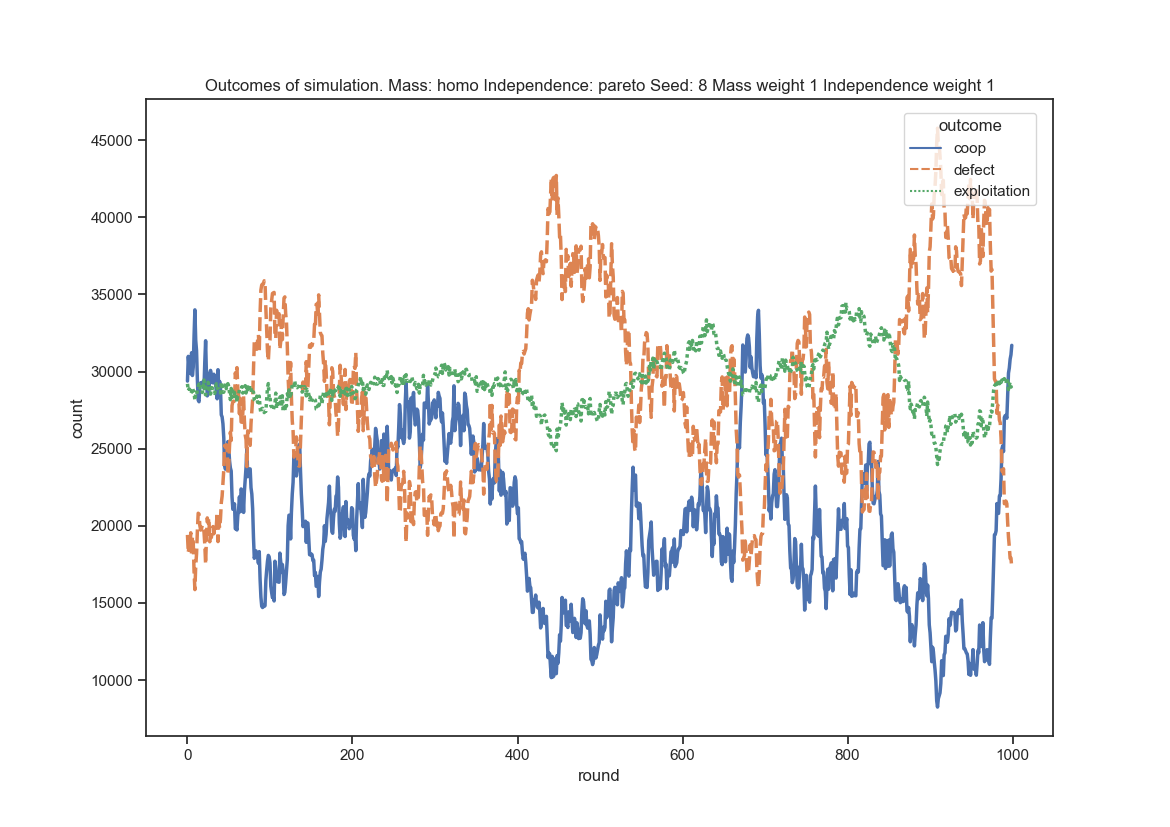 Outcomes of simulation. Mass: homo Independence: pareto Seed: 8 Mass weight 1 Independence weight 1
outcome
coop
defect
exploitation
45000
40000
35000
30000
25000
20000
15000
10000
count
0 200 400 600 800 1000
round